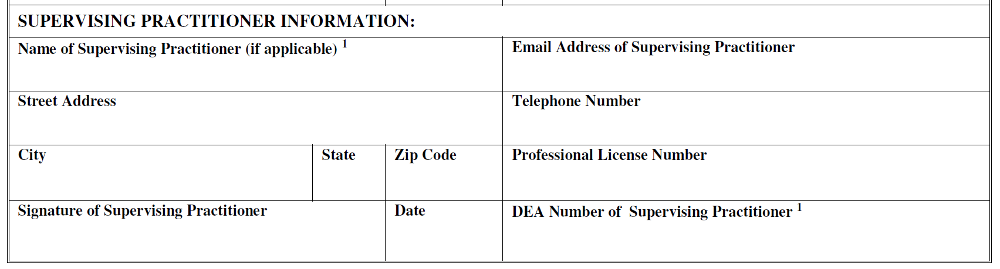 SUPERVISING PRACTITIONER INFORMATION:
Name of Supervising Practitioner (if applicable) 1
Email Address of Supervising Practitioner
Street Address
Telephone Number
City
State
Zip Code
Professional License Number
Signature of Supervising Practitioner
Date
DEA Number of  Supervising Practitioner 1